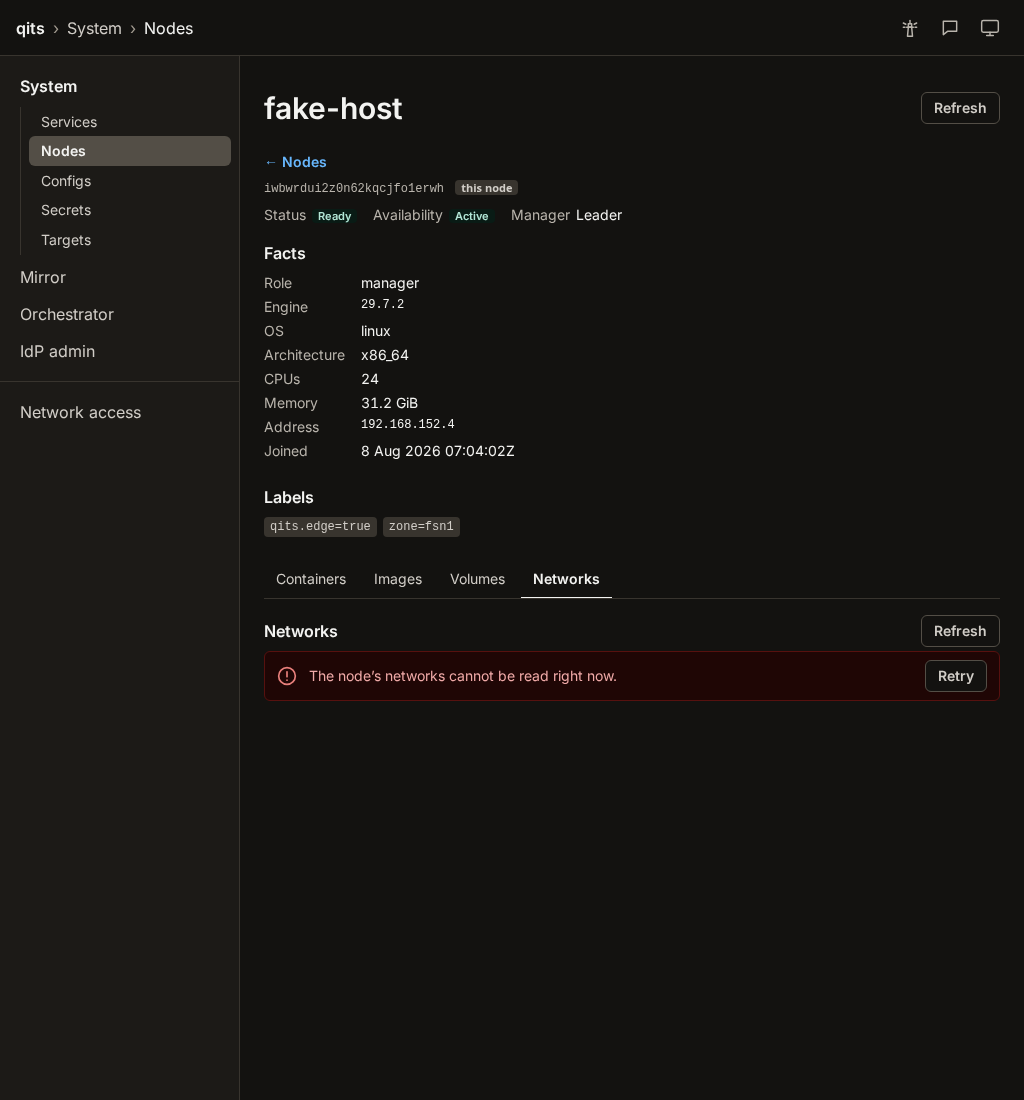 qits › System › Nodes
System
Services
Nodes
Configs
Secrets
Targets
Mirror
Orchestrator
IdP admin
Network access
fake-host
Refresh
← Nodes
iwbwrdui2z0n62kqcjfo1erwh this node
Status Ready Availability Active Manager Leader
Facts
Role manager
Engine 29.7.2
OS linux
Architecture x86_64
CPUs 24
Memory 31.2 GiB
Address 192.168.152.4
Joined 8 Aug 2026 07:04:02Z
Labels
qits.edge=true zone=fsn1
Containers Images Volumes Networks
Networks Refresh
The node’s networks cannot be read right now. Retry